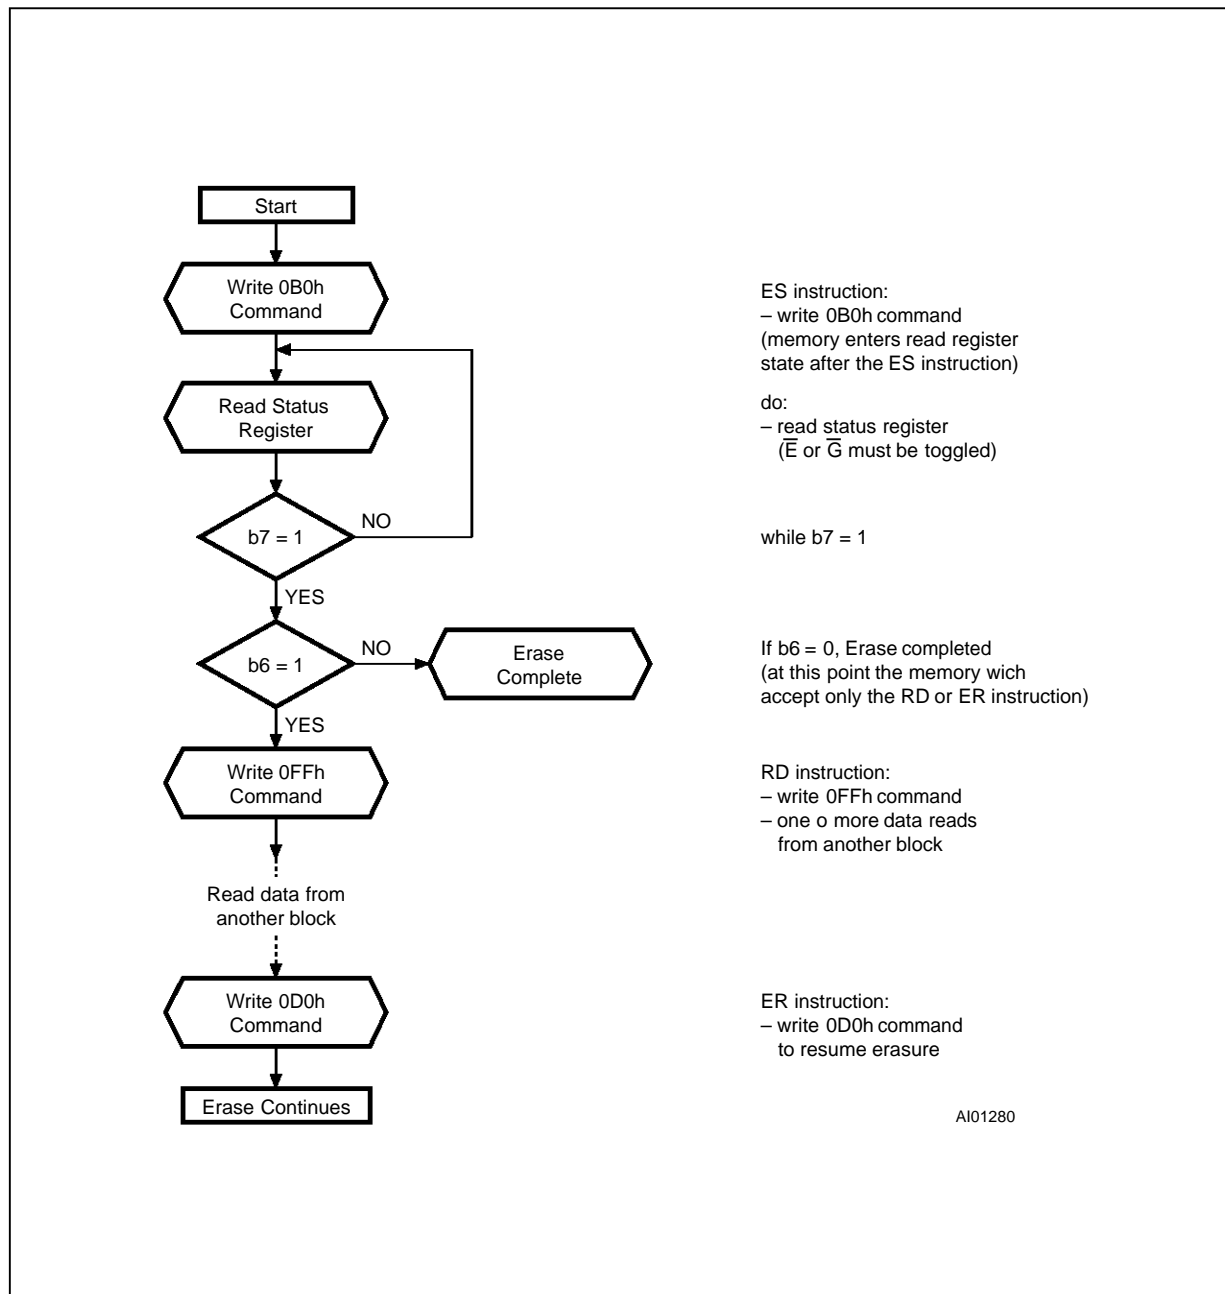 Start
Write 0B0h
Command
ES instruction:
– write 0B0h command
(memory enters read register
state after the ES instruction)
Read Status
Register
do:
– read status register
(E̅ or G̅ must be toggled)
b7 = 1
NO
while b7 = 1
YES
b6 = 1
NO
Erase
Complete
If b6 = 0, Erase completed
(at this point the memory wich
accept only the RD or ER instruction)
YES
Write 0FFh
Command
RD instruction:
– write 0FFh command
– one o more data reads
from another block
Read data from
another block
Write 0D0h
Command
ER instruction:
– write 0D0h command
to resume erasure
Erase Continues
AI01280